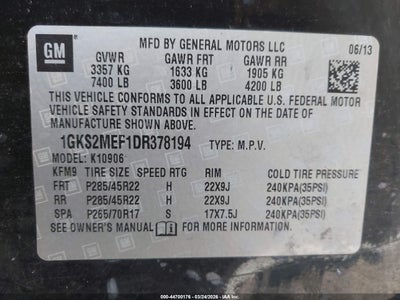 GM
MFD BY GENERAL MOTORS LLC
06/13
GVWR GAWR FRT GAWR RR
3357 KG 1633 KG 1905 KG
7400 LB 3600 LB 4200 LB
THIS VEHICLE CONFORMS TO ALL APPLICABLE U.S. FEDERAL MOTOR
VEHICLE SAFETY STANDARDS IN EFFECT ON THE DATE OF
MANUFACTURE SHOWN ABOVE.
1GKS2MEF1DR378194 TYPE: M.P.V.
MODEL: K10906
KFM9 TIRE SIZE SPEED RTG RIM COLD TIRE PRESSURE
FRT P285/45R22 H 22X9J 240KPA(35PSI)
RR P285/45R22 H 22X9J 240KPA(35PSI)
SPA P265/70R17 S 17X7.5J 240KPA(35PSI)
SEE OWNER'S MANUAL FOR ADDITIONAL INFORMATION.
000-44700176 - 03/24/2026 - IAAI.COM